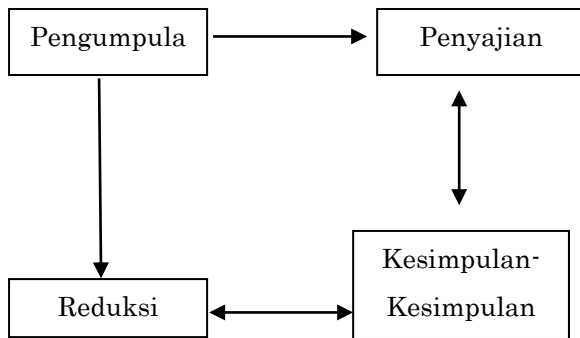 Pengumpula
Penyajian
Kesimpulan-
Kesimpulan
Reduksi